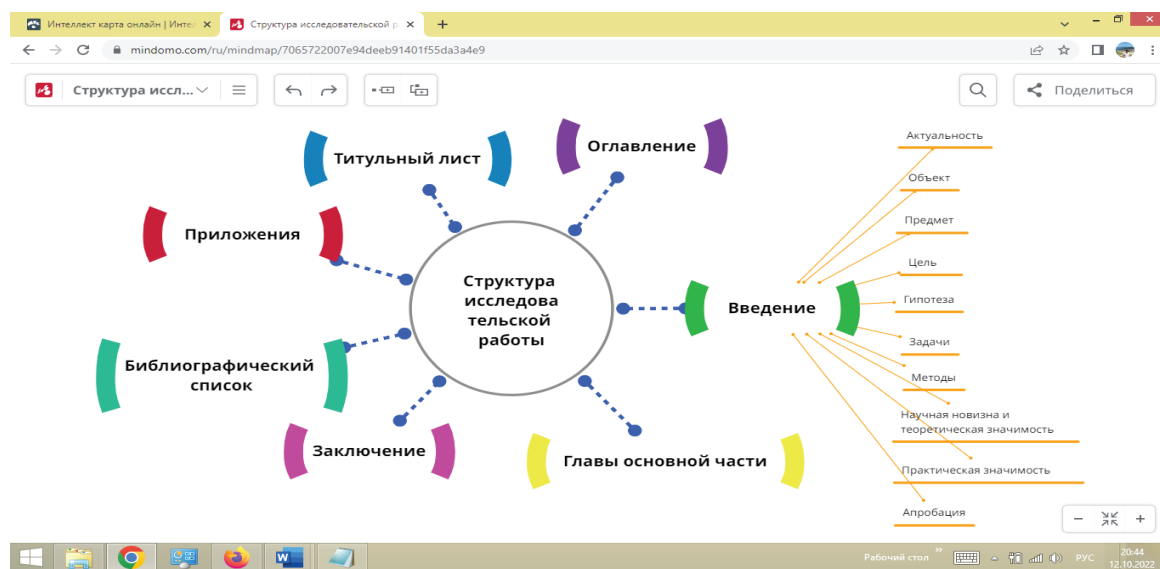 Интеллект карта онлайн | Интел
Структура исследовательской р
mindomo.com/ru/mindmap/7065722007e94deeb91401f55da3a4e9
Структура иссл...
Поделиться
Титульный лист
Оглавление
Приложения
Структура
исследова
тельской
работы
Введение
Библиографический
список
Заключение
Главы основной части
Актуальность
Объект
Предмет
Цель
Гипотеза
Задачи
Методы
Научная новизна и
теоретическая значимость
Практическая значимость
Апробация
Рабочий стол
РУС
20:44
12.10.2022